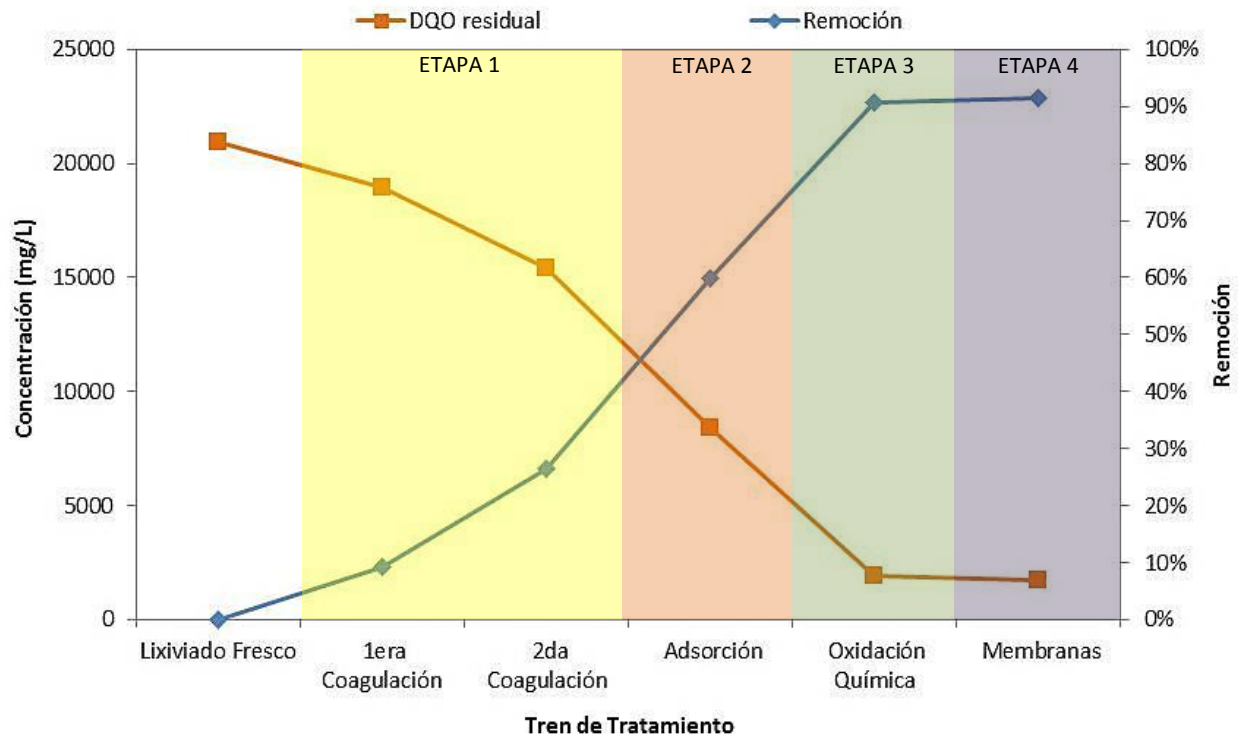 DQO residual
Remoción
25000
20000
15000
10000
5000
0
Concentración (mg/L)
ETAPA 1
ETAPA 2
ETAPA 3
ETAPA 4
100%
90%
80%
70%
60%
50%
40%
30%
20%
10%
0%
Remoción
Lixiviado Fresco
1era
Coagulación
2da
Coagulación
Adsorción
Oxidación
Química
Membranas
Tren de Tratamiento